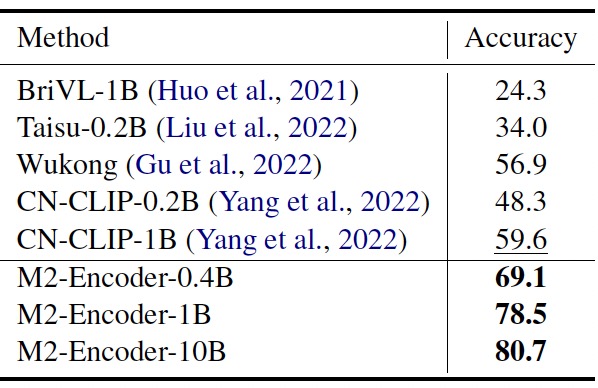 Method Accuracy
BriVL-1B (Huo et al., 2021) 24.3
Taisu-0.2B (Liu et al., 2022) 34.0
Wukong (Gu et al., 2022) 56.9
CN-CLIP-0.2B (Yang et al., 2022) 48.3
CN-CLIP-1B (Yang et al., 2022) 59.6
M2-Encoder-0.4B 69.1
M2-Encoder-1B 78.5
M2-Encoder-10B 80.7